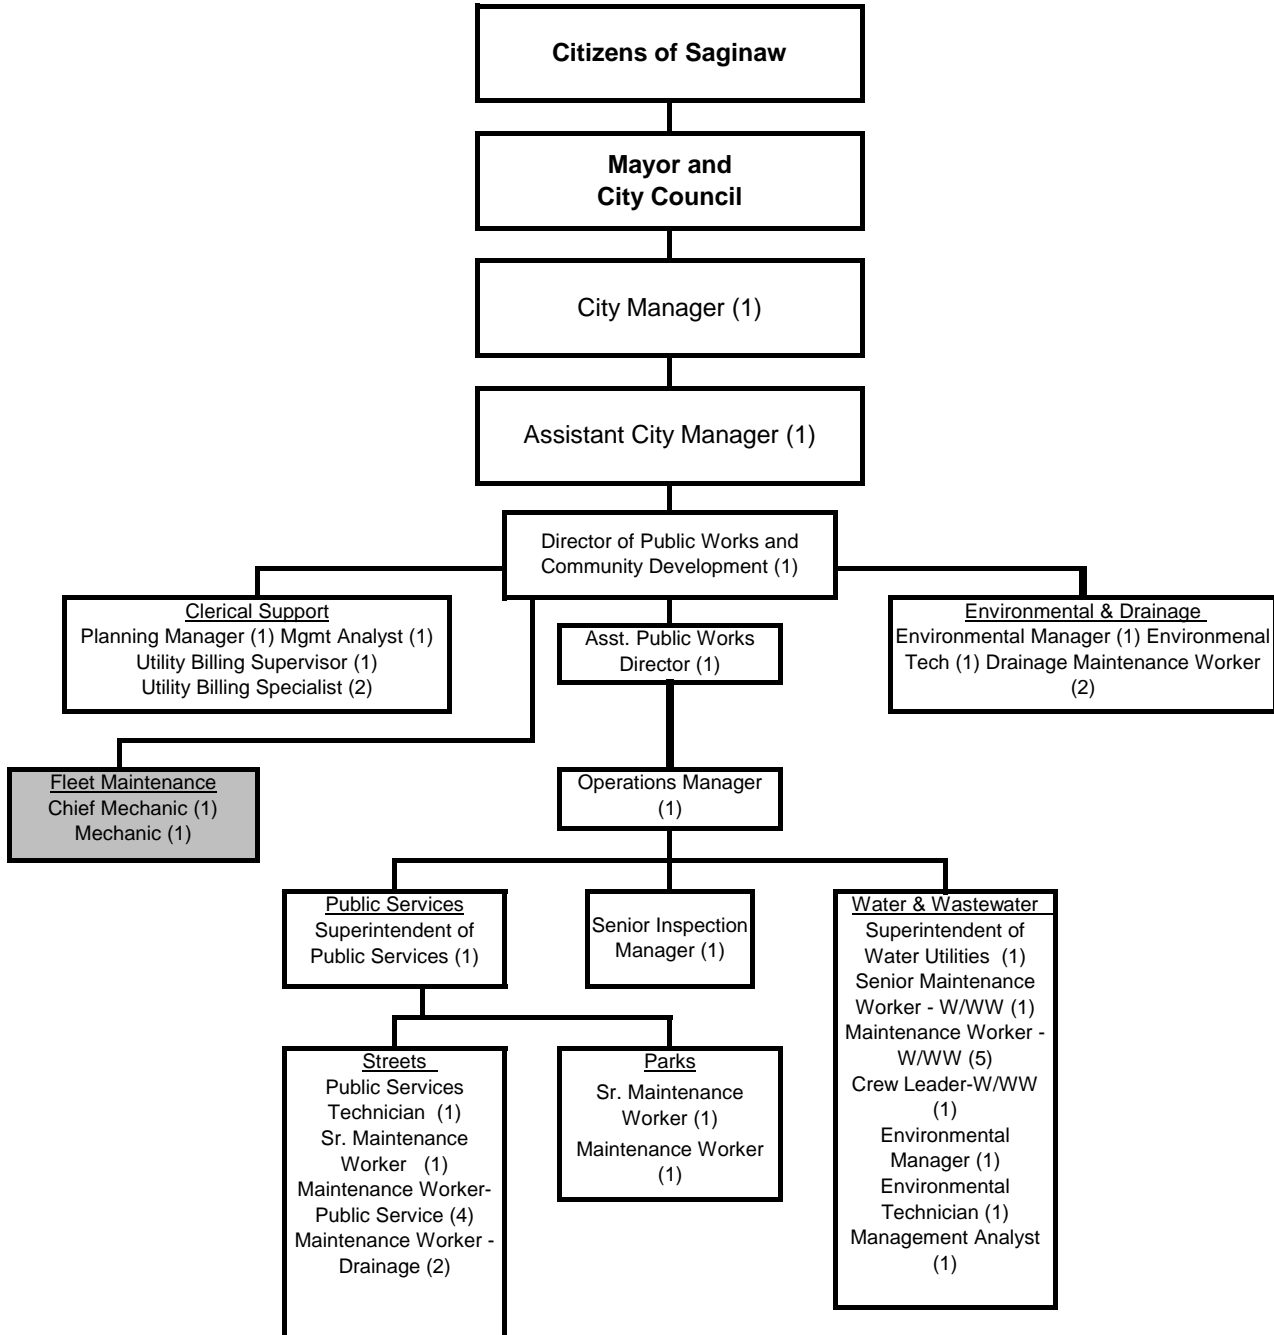 Citizens of Saginaw
Mayor and
City Council
City Manager (1)
Assistant City Manager (1)
Director of Public Works and
Community Development (1)
Clerical Support
Planning Manager (1) Mgmt Analyst (1)
Utility Billing Supervisor (1)
Utility Billing Specialist (2)
Asst. Public Works
Director (1)
Environmental & Drainage
Environmental Manager (1) Environmenal
Tech (1) Drainage Maintenance Worker
(2)
Fleet Maintenance
Chief Mechanic (1)
Mechanic (1)
Operations Manager
(1)
Public Services
Superintendent of
Public Services (1)
Senior Inspection
Manager (1)
Water & Wastewater
Superintendent of
Water Utilities (1)
Senior Maintenance
Worker - W/WW (1)
Maintenance Worker -
W/WW (5)
Crew Leader-W/WW
(1)
Environmental
Manager (1)
Environmental
Technician (1)
Management Analyst
(1)
Streets
Public Services
Technician (1)
Sr. Maintenance
Worker (1)
Maintenance Worker-
Public Service (4)
Maintenance Worker -
Drainage (2)
Parks
Sr. Maintenance
Worker (1)
Maintenance Worker
(1)